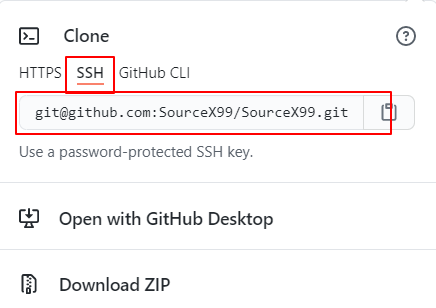 Clone
HTTPS SSH GitHub CLI
git@github.com:SourceX99/SourceX99.git
Use a password-protected SSH key.
Open with GitHub Desktop
Download ZIP